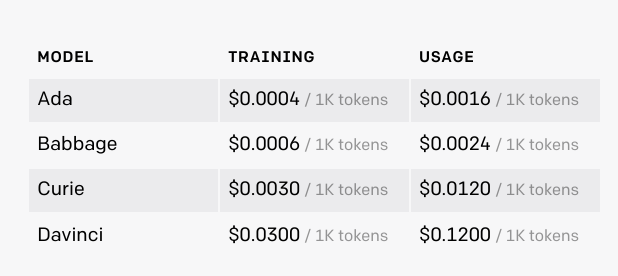 MODEL TRAINING USAGE
Ada $0.0004 / 1K tokens $0.0016 / 1K tokens
Babbage $0.0006 / 1K tokens $0.0024 / 1K tokens
Curie $0.0030 / 1K tokens $0.0120 / 1K tokens
Davinci $0.0300 / 1K tokens $0.1200 / 1K tokens